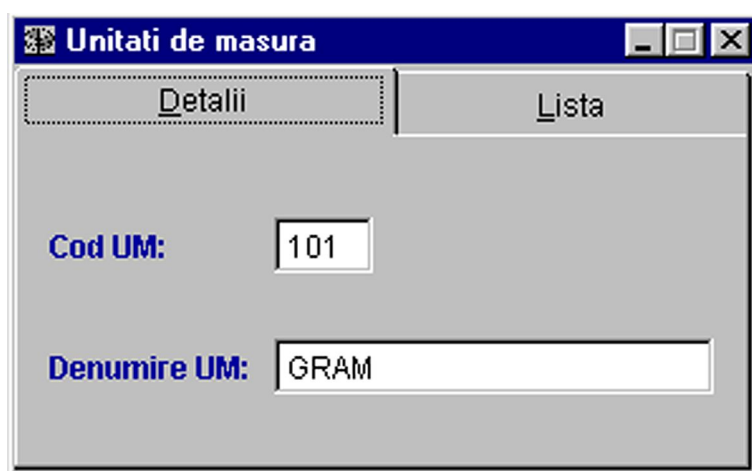 Unitati de masura
Detalii Lista
Cod UM: 101
Denumire UM: GRAM